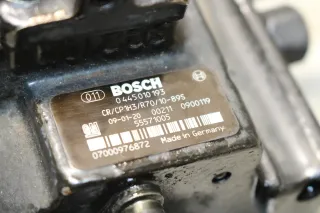 011 BOSCH
0 445 010 193
CR/CP1H3/R70/10-89S
09-01-20 00211 0900119
55571005
07000976872 Made in Germany